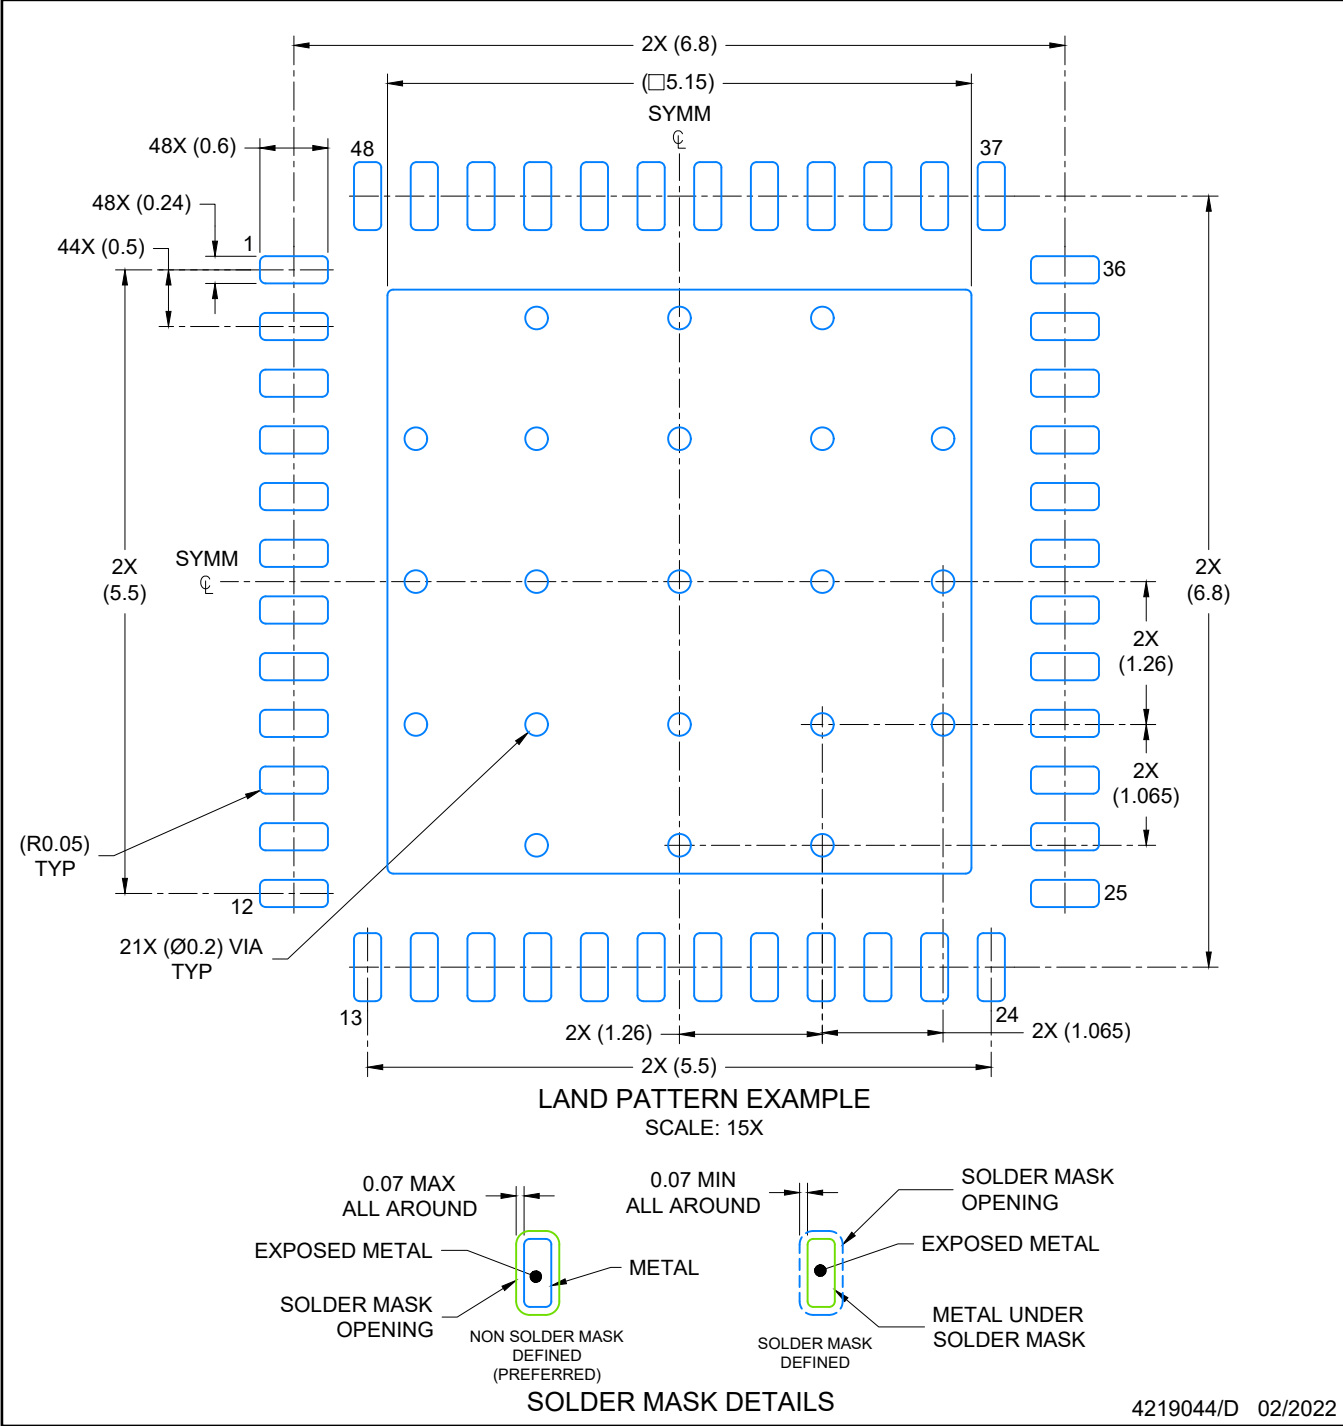 2X (6.8)
(□5.15)
SYMM
℄
48X (0.6)
48
37
48X (0.24)
1
44X (0.5)
36
SYMM
℄
2X
(5.5)
2X
(6.8)
2X
(1.26)
2X
(1.065)
(R0.05)
TYP
12
25
21X (Ø0.2) VIA
TYP
13
24
2X (1.26)
2X (1.065)
2X (5.5)
LAND PATTERN EXAMPLE
SCALE: 15X
0.07 MAX
ALL AROUND
0.07 MIN
ALL AROUND
SOLDER MASK
OPENING
EXPOSED METAL
EXPOSED METAL
METAL
SOLDER MASK
OPENING
METAL UNDER
SOLDER MASK
NON SOLDER MASK
DEFINED
(PREFERRED)
SOLDER MASK
DEFINED
SOLDER MASK DETAILS
4219044/D 02/2022